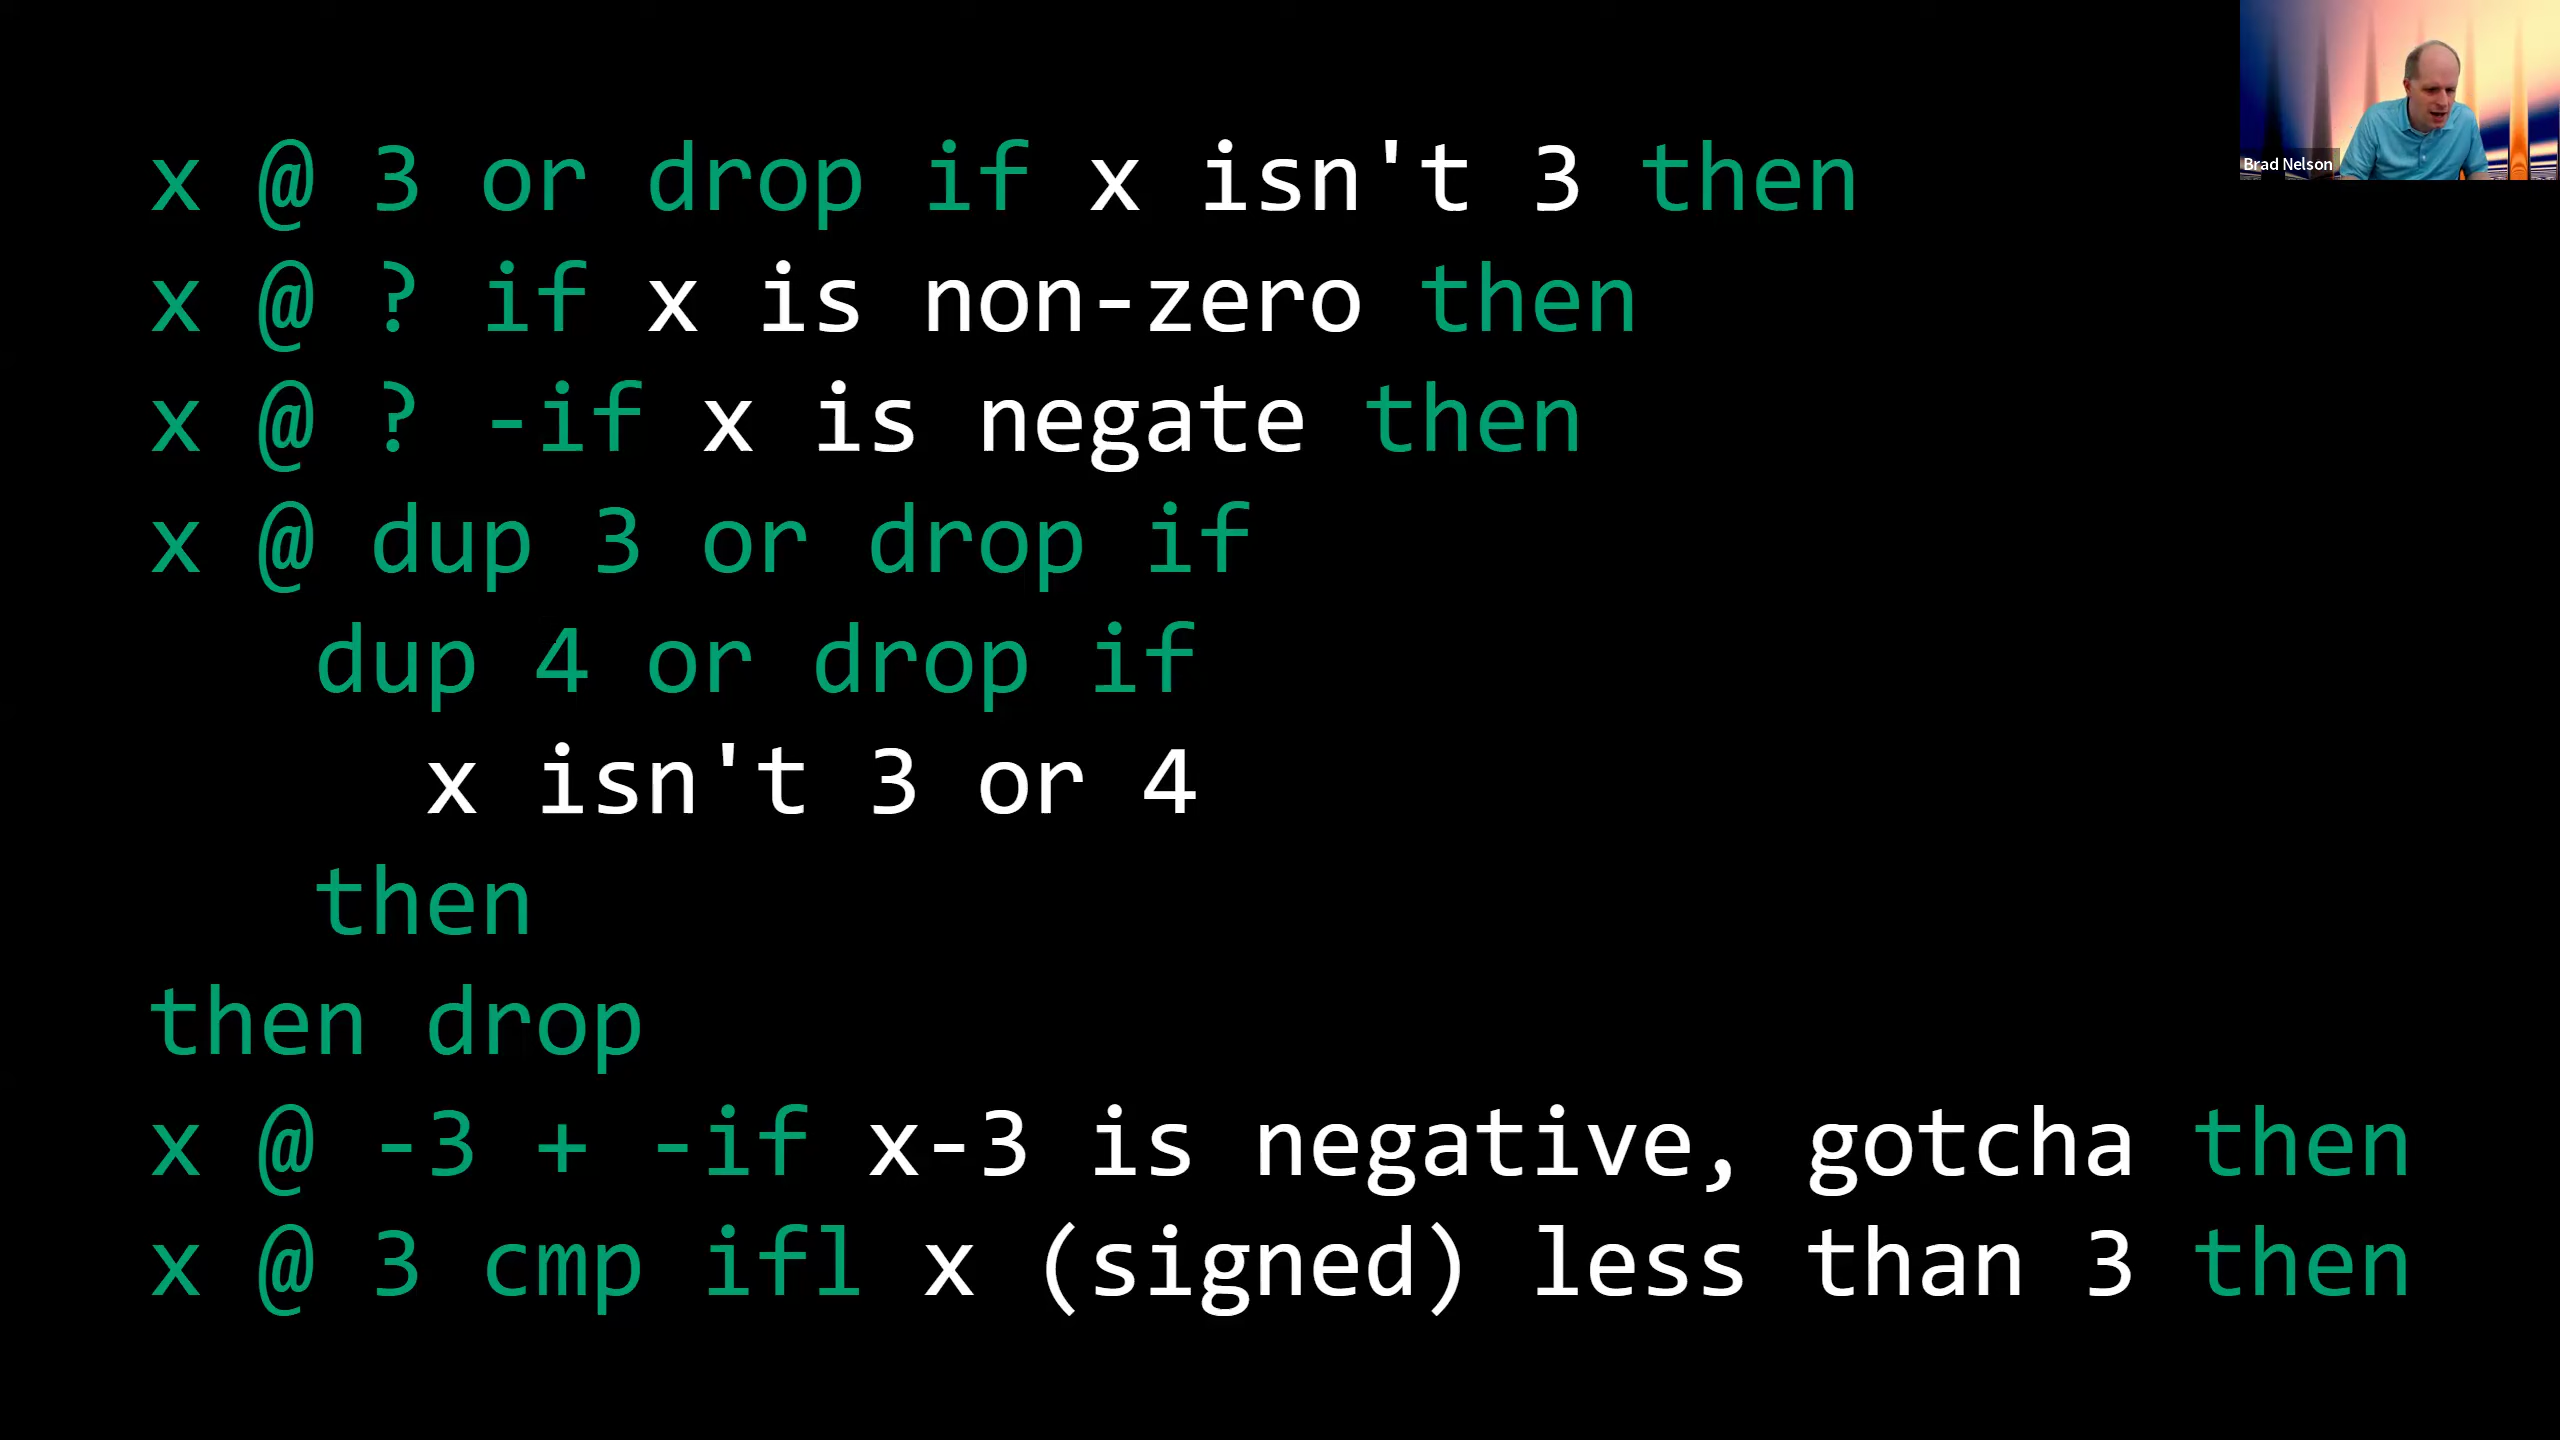 x @ 3 or drop if x isn't 3 then
x @ ? if x is non-zero then
x @ ? -if x is negate then
x @ dup 3 or drop if
dup 4 or drop if
x isn't 3 or 4
then
then drop
x @ -3 + -if x-3 is negative, gotcha then
x @ 3 cmp ifl x (signed) less than 3 then
Brad Nelson